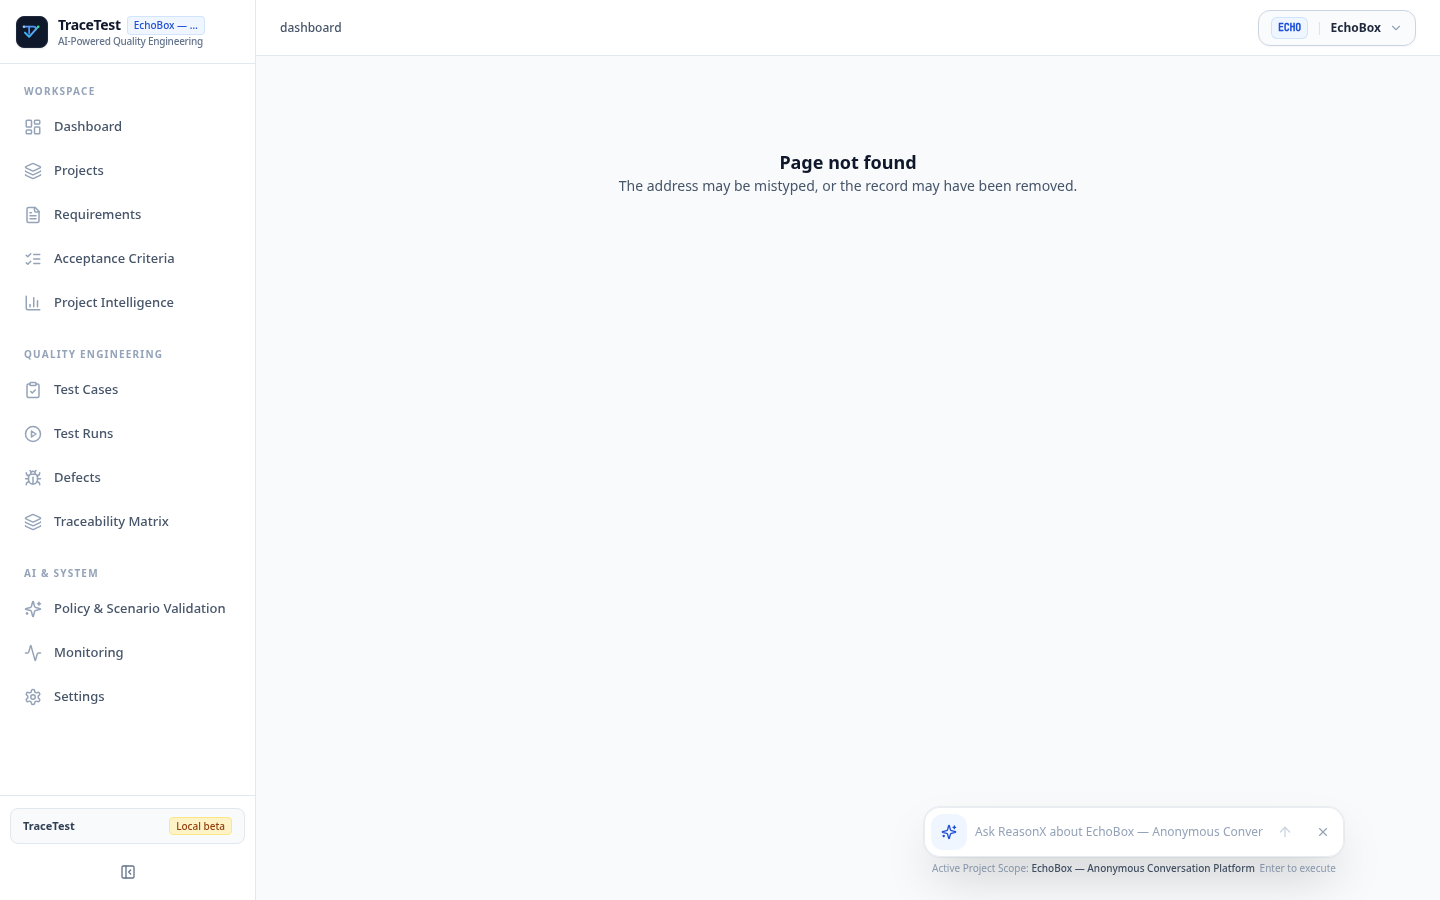 TraceTest
EchoBox — ...
AI-Powered Quality Engineering
dashboard
ECHO
EchoBox
WORKSPACE
Dashboard
Projects
Requirements
Acceptance Criteria
Project Intelligence
QUALITY ENGINEERING
Test Cases
Test Runs
Defects
Traceability Matrix
AI & SYSTEM
Policy & Scenario Validation
Monitoring
Settings
TraceTest
Local beta
Page not found
The address may be mistyped, or the record may have been removed.
Ask ReasonX about EchoBox — Anonymous Conver
Active Project Scope: EchoBox — Anonymous Conversation Platform Enter to execute